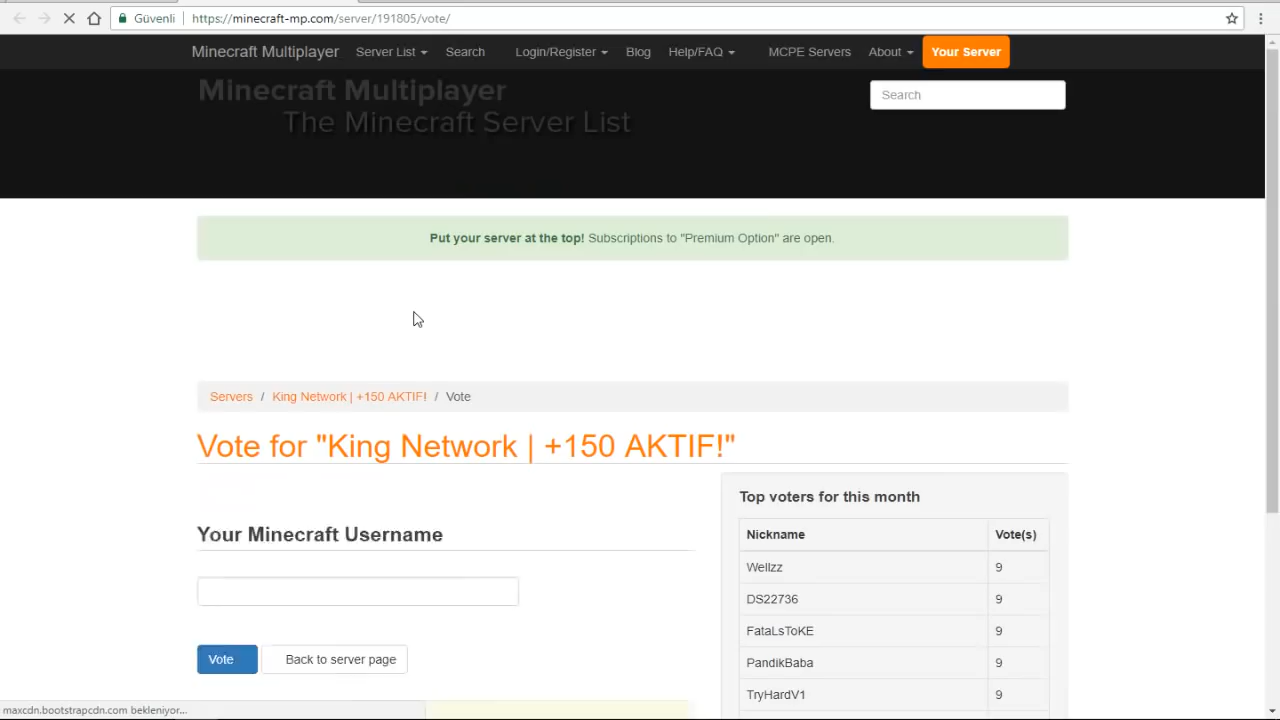 Güvenli https://minecraft-mp.com/server/191805/vote/
Minecraft Multiplayer Server List Search Login/Register Blog Help/FAQ MCPE Servers About Your Server
Minecraft Multiplayer
The Minecraft Server List
Search
Put your server at the top! Subscriptions to "Premium Option" are open.
Servers / King Network | +150 AKTIF! / Vote
Vote for "King Network | +150 AKTIF!"
Your Minecraft Username
Vote Back to server page
Top voters for this month
Nickname Vote(s)
Wellzz 9
DS22736 9
FataLsToKE 9
PandikBaba 9
TryHardV1 9
maxcdn.bootstrapcdn.com bekleniyor...